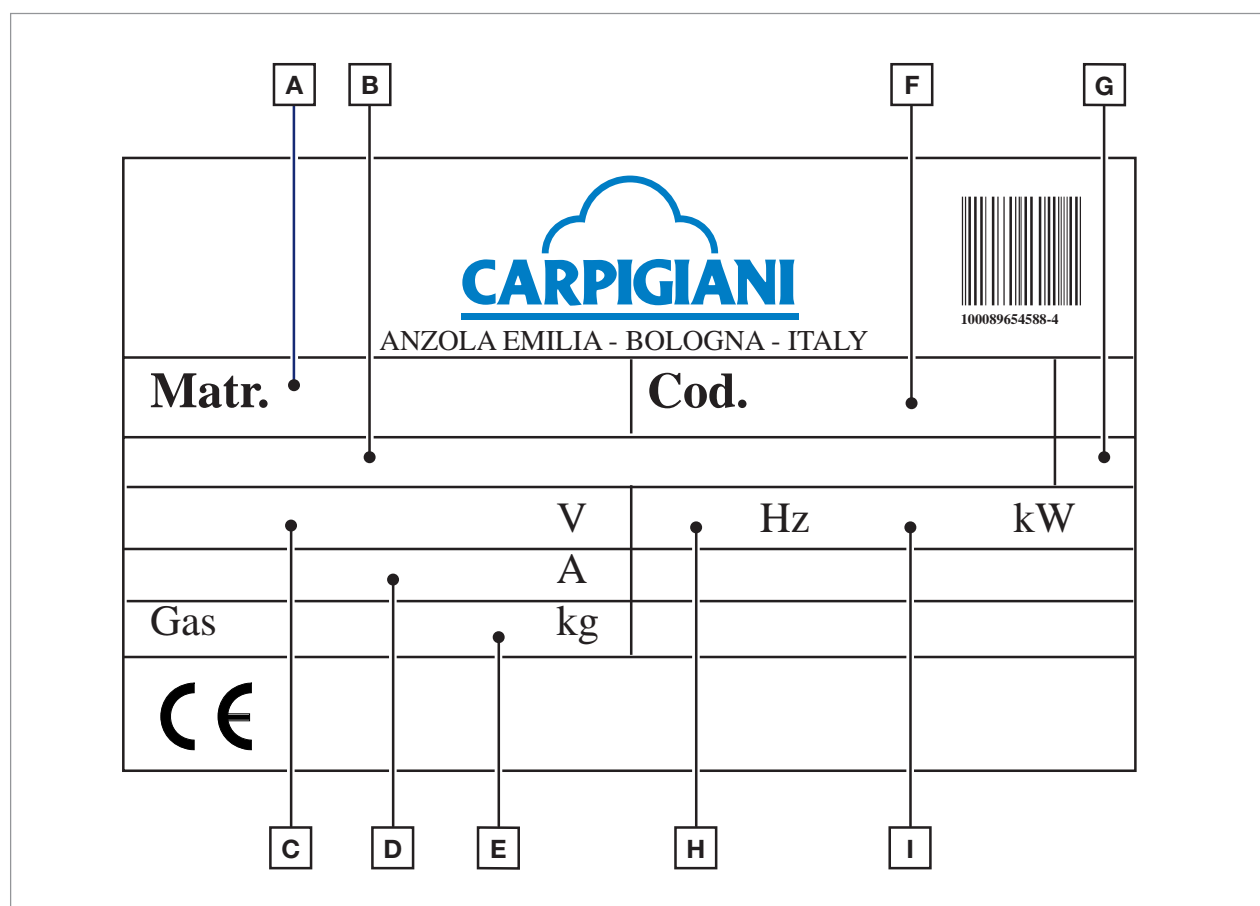 A B F G
CARPIGIANI
100089654588-4
ANZOLA EMILIA - BOLOGNA - ITALY
Matr. Cod.
V Hz kW
A
Gas kg
CE
C D E H I